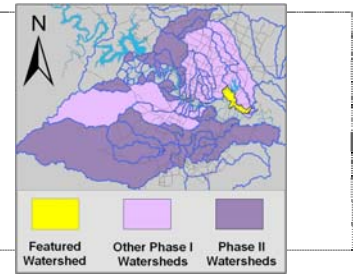 N
Featured
Watershed
Other Phase I
Watersheds
Phase II
Watersheds